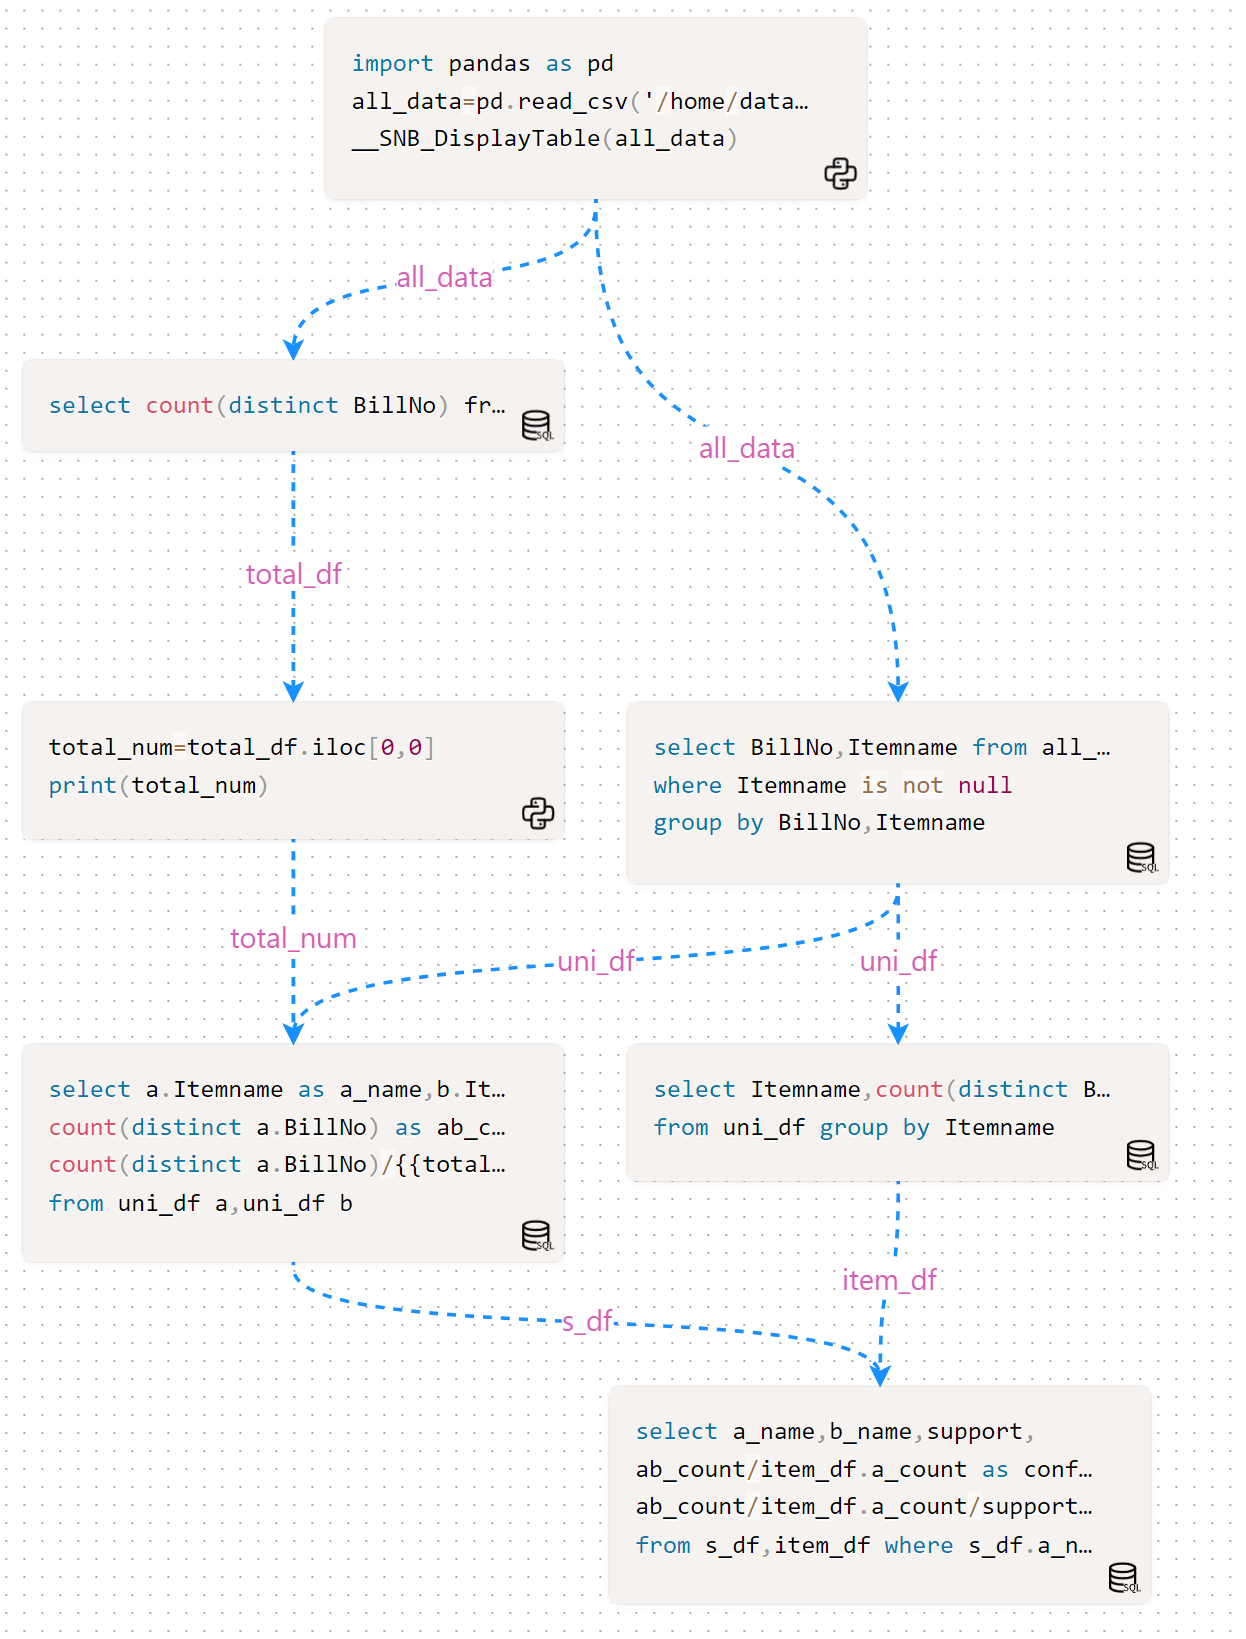 import pandas as pd
all_data=pd.read_csv('/home/data…
__SNB_DisplayTable(all_data)
all_data
select count(distinct BillNo) fr…
SQL
all_data
total_df
total_num=total_df.iloc[0,0]
print(total_num)
select BillNo,Itemname from all_…
where Itemname is not null
group by BillNo,Itemname
SQL
total_num
uni_df
uni_df
select a.Itemname as a_name,b.It…
count(distinct a.BillNo) as ab_c…
count(distinct a.BillNo)/{{total…
from uni_df a,uni_df b
SQL
select Itemname,count(distinct B…
from uni_df group by Itemname
SQL
item_df
s_df
select a_name,b_name,support,
ab_count/item_df.a_count as conf…
ab_count/item_df.a_count/support…
from s_df,item_df where s_df.a_n…
SQL